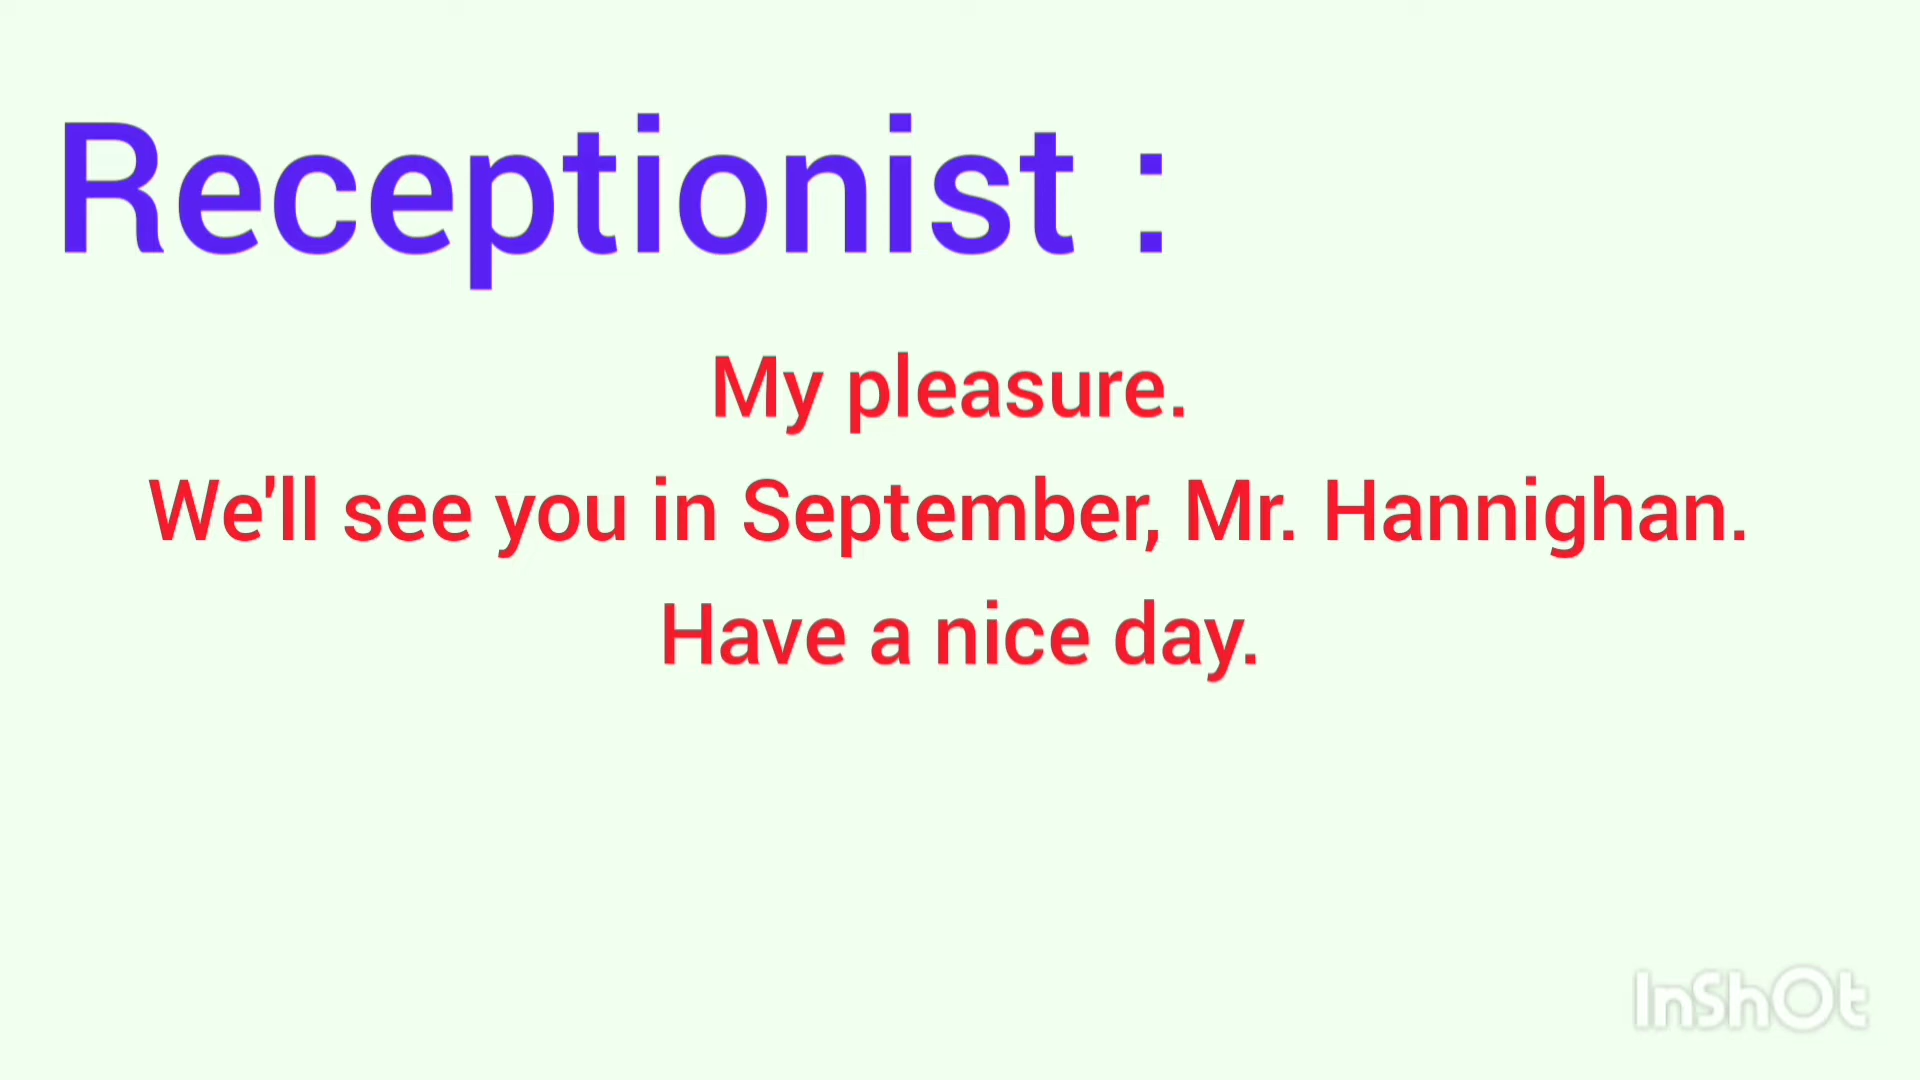 Receptionist :
My pleasure.
We'll see you in September, Mr. Hannighan.
Have a nice day.
InShOt